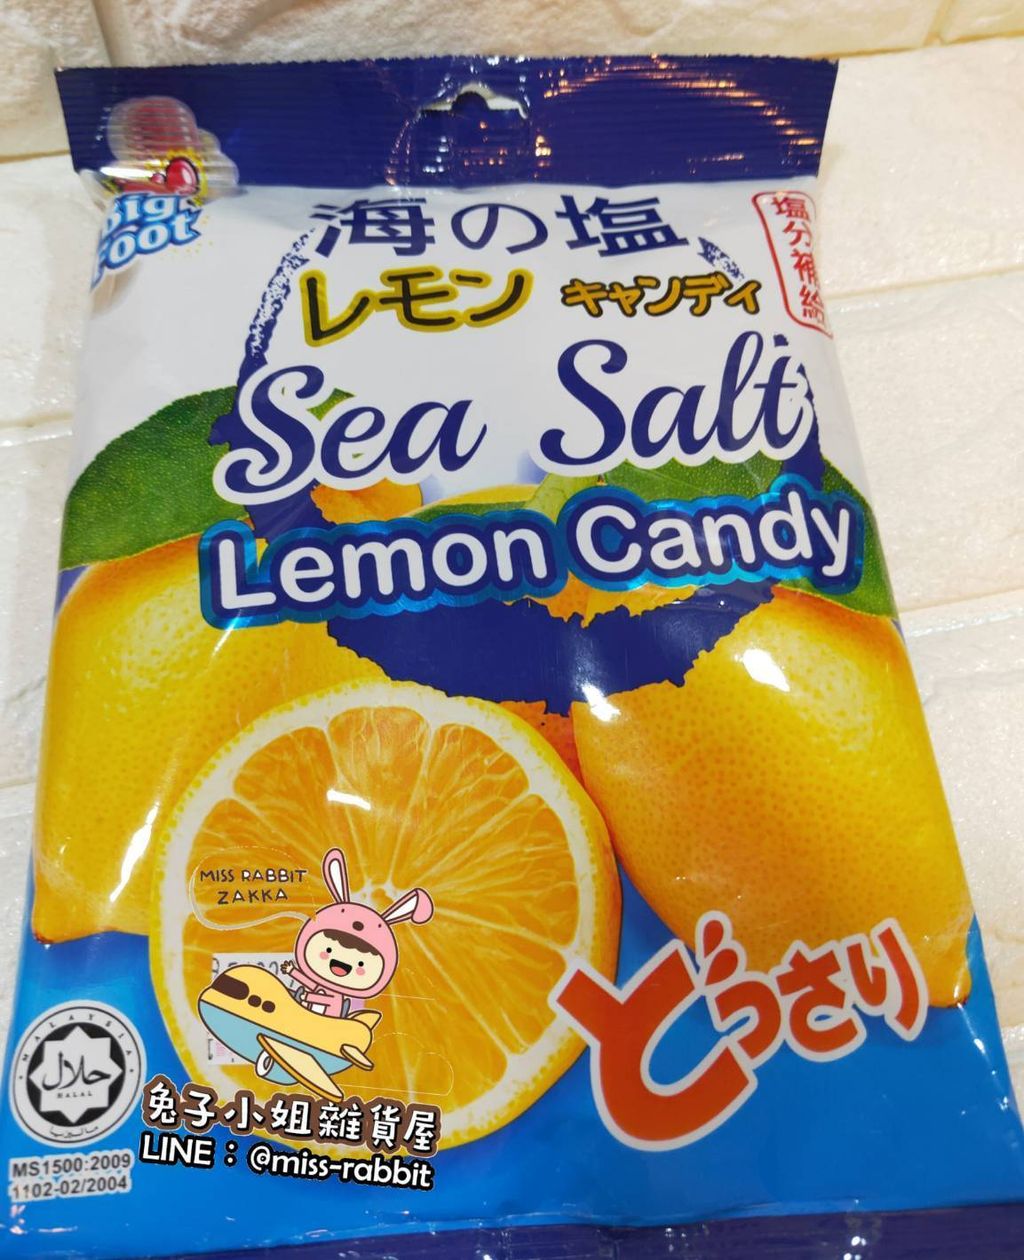 Big
Foot
海の塩
塩分補給
レモン キャンディ
Sea Salt
Lemon Candy
MISS RABBIT
ZAKKA
どっさり
MALAYSIA
حلال
HALAL
ماليزيا
兔子小姐雜貨屋
LINE：@miss-rabbit
MS1500:2009
1102-02/2004